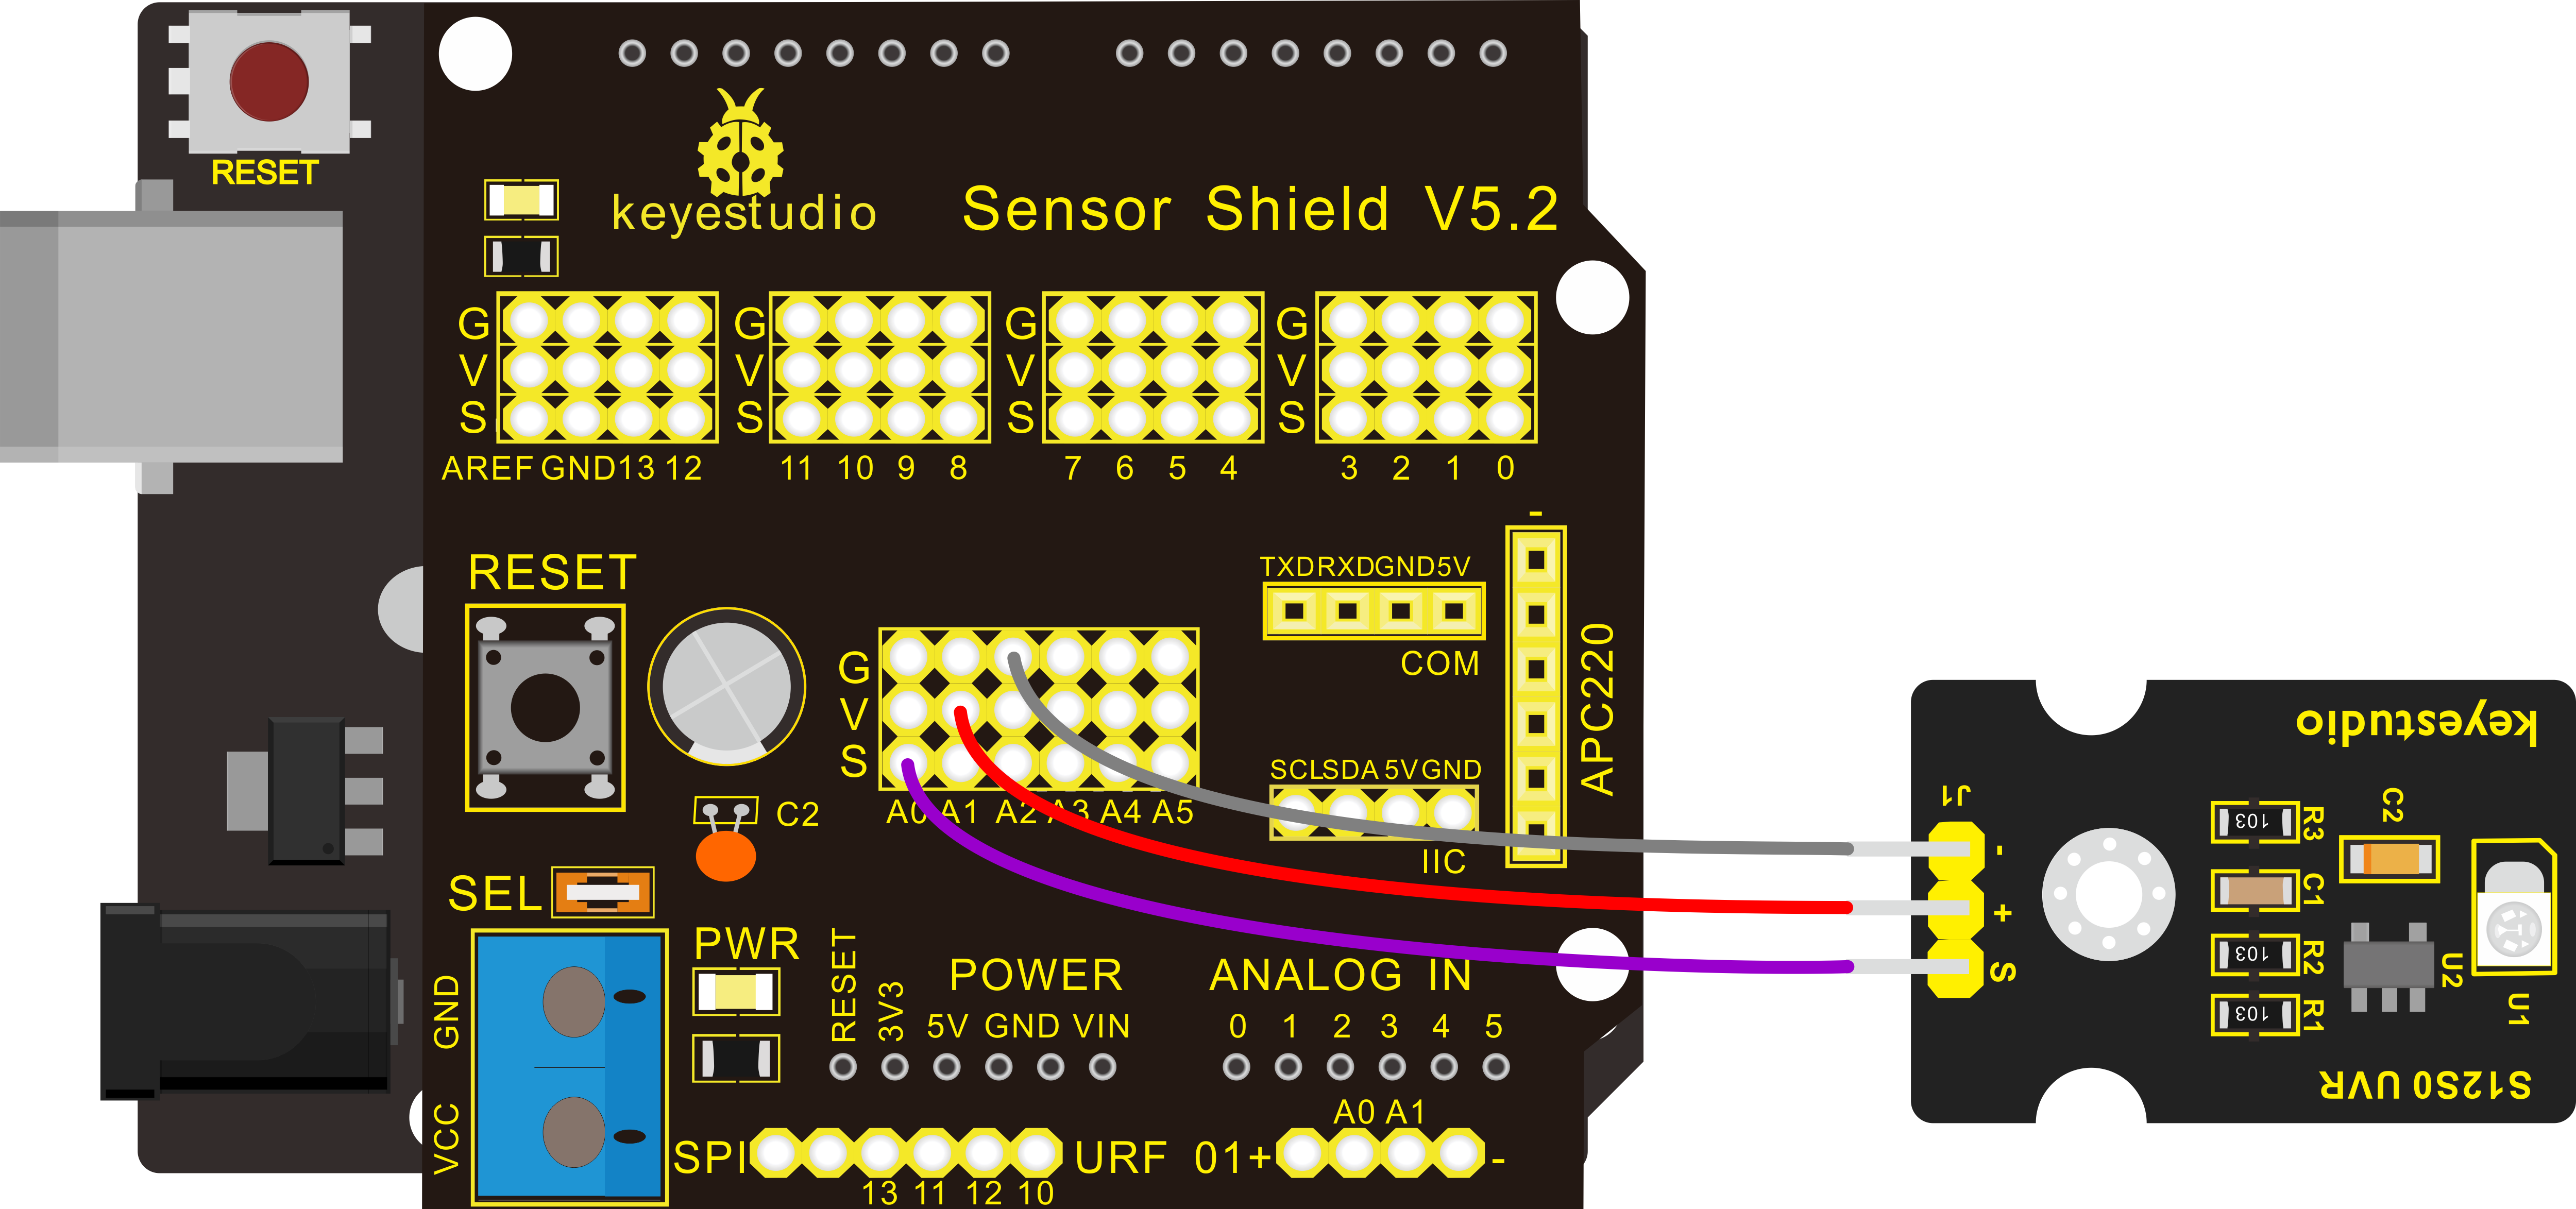 RESET
keyestudio
Sensor Shield V5.2
G G G G
V V V V
S S S S
AREF GND 13 12 11 10 9 8 7 6 5 4 3 2 1 0
-
RESET
TXD RXD GND 5V
COM
APC220
G
V
S
A0 A1 A2 A3 A4 A5
SCL SDA 5V GND
IIC
C2
SEL
PWR
GND
VCC
RESET
3V3
POWER
5V GND VIN
ANALOG IN
0 1 2 3 4 5
A0 A1
SPI URF 01+ -
13 11 12 10
keyestudio
J1
-
+
S
103 R3
C1
103 R2
103 R1
C2
U2
U1
S12S0 UVR